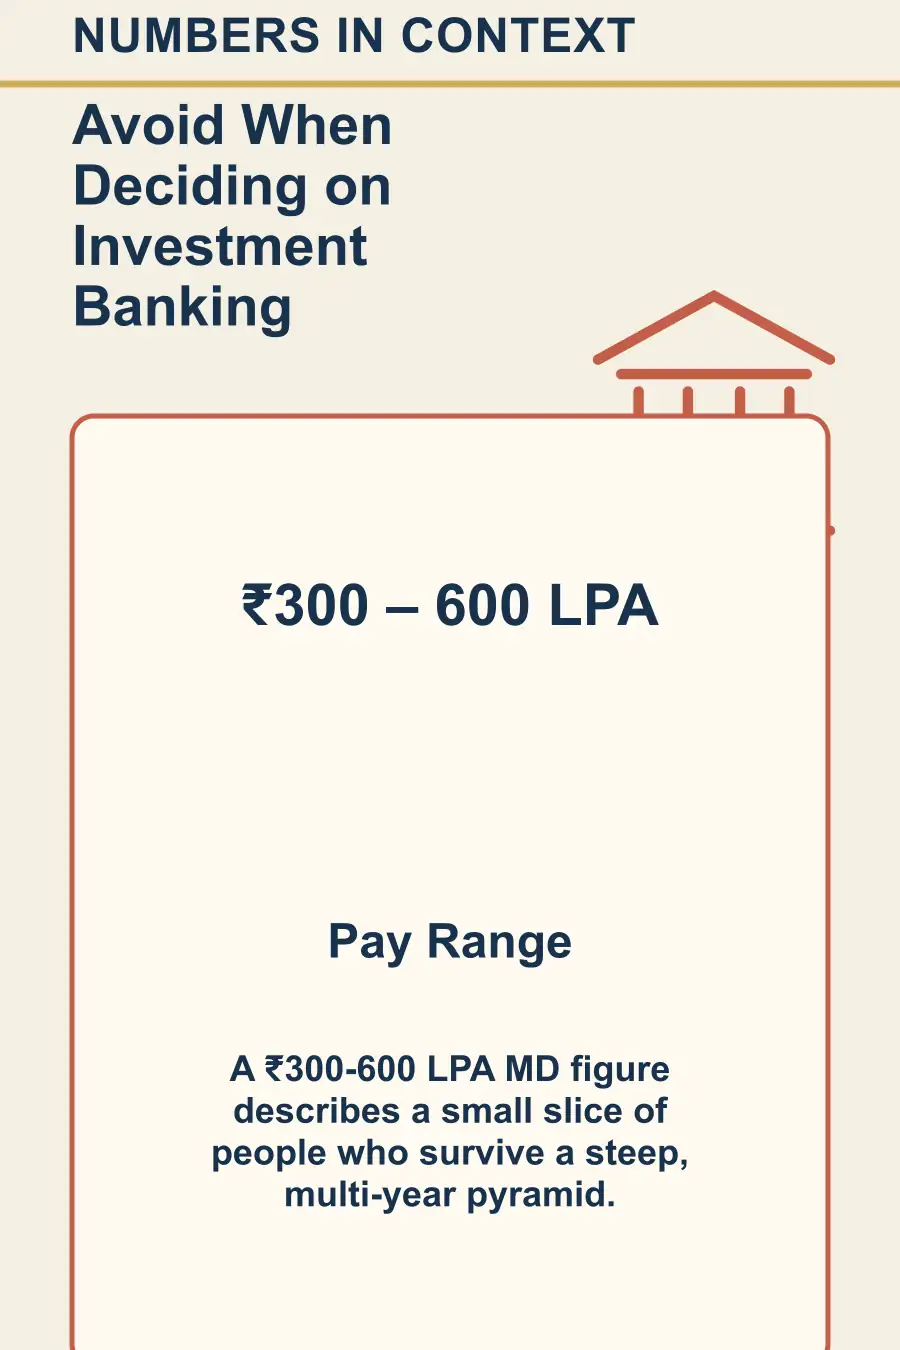 NUMBERS IN CONTEXT
Avoid When
Deciding on
Investment
Banking
₹300 – 600 LPA
Pay Range
A ₹300-600 LPA MD figure
describes a small slice of
people who survive a steep,
multi-year pyramid.